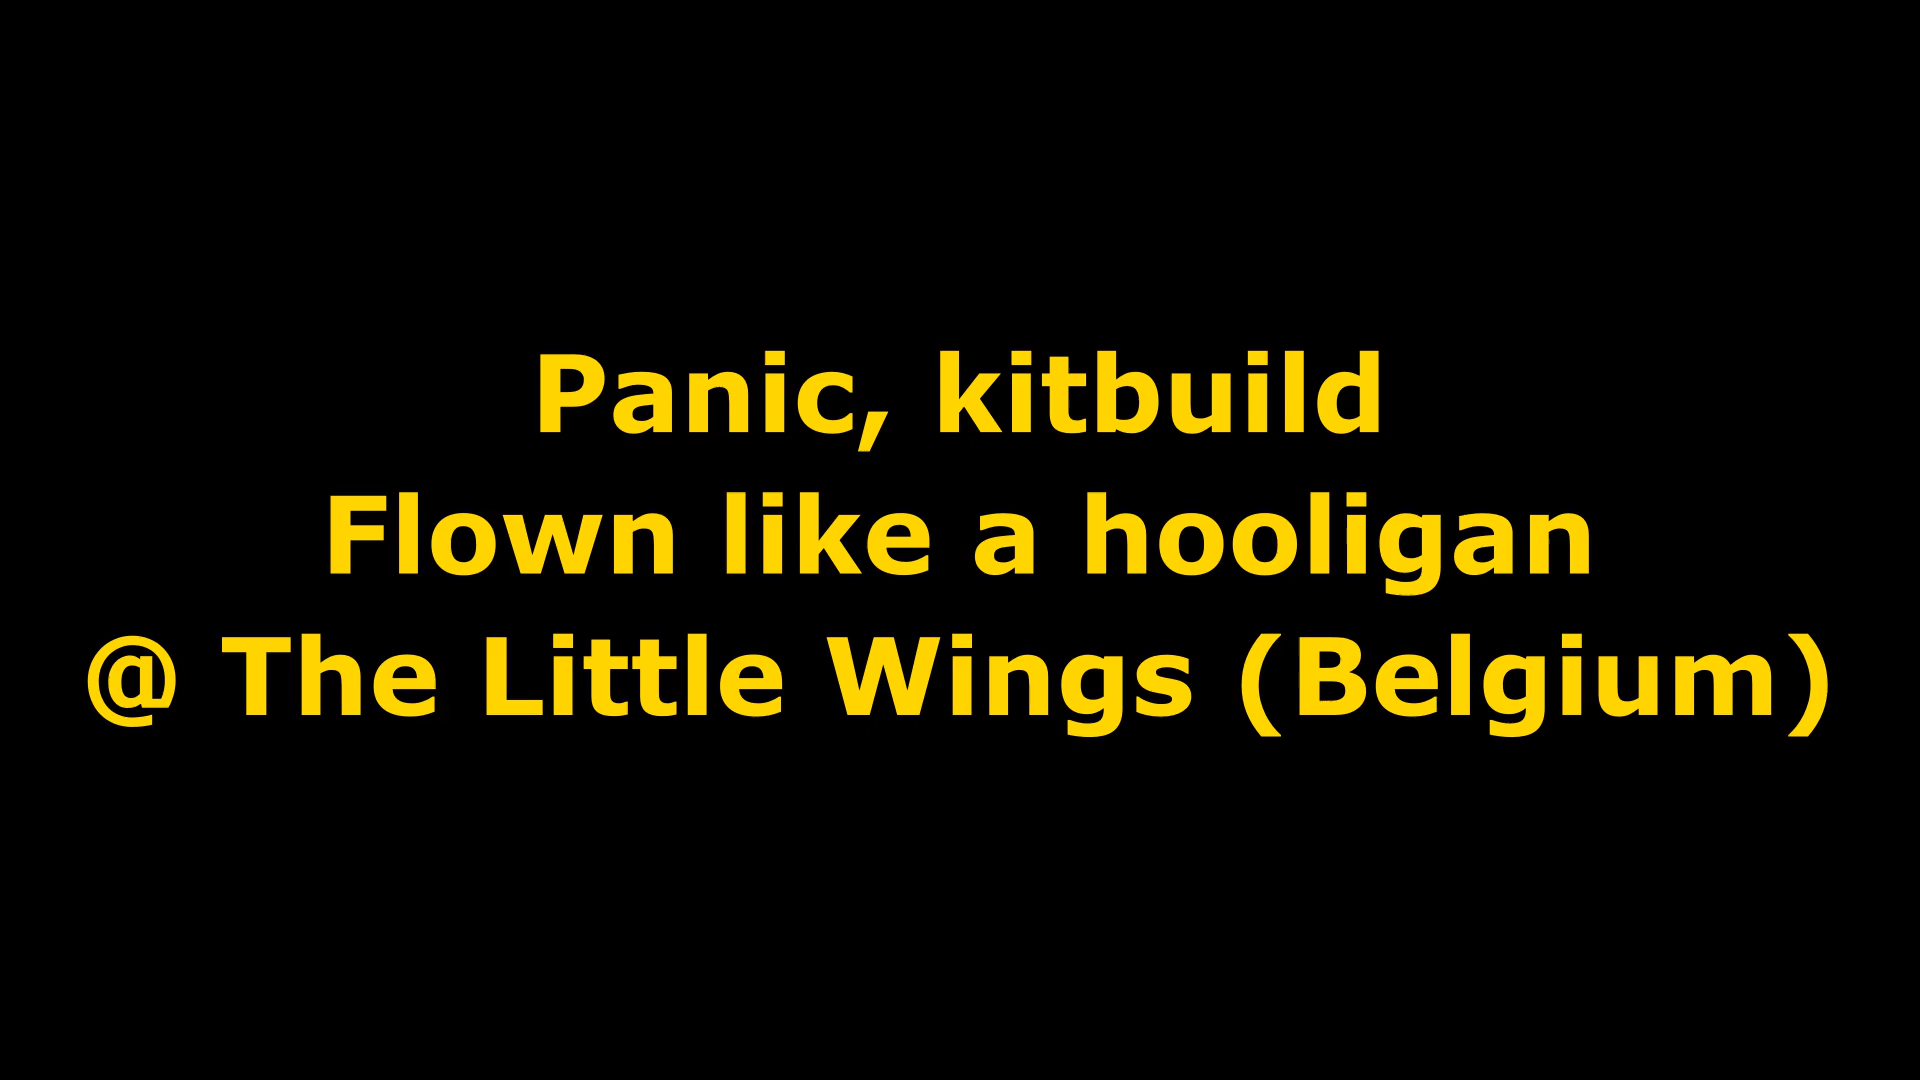 Panic, kitbuild
Flown like a hooligan
@ The Little Wings (Belgium)